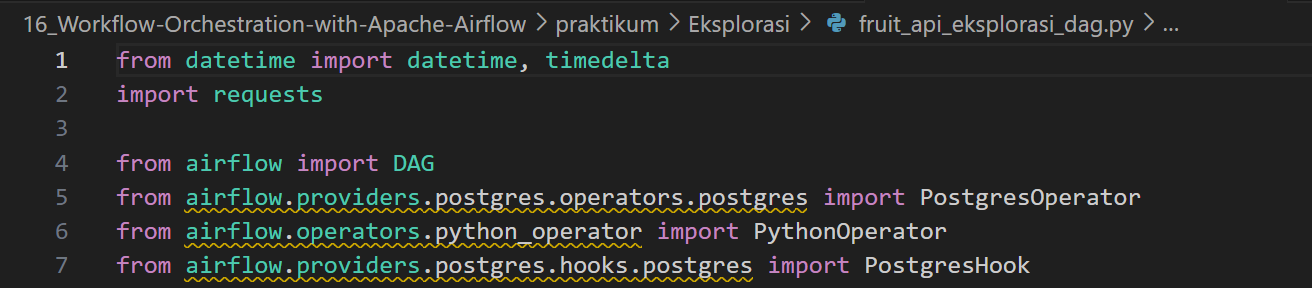 16_Workflow-Orchestration-with-Apache-Airflow > praktikum > Eksplorasi > fruit_api_eksplorasi_dag.py > ...
1 from datetime import datetime, timedelta
2 import requests
3
4 from airflow import DAG
5 from airflow.providers.postgres.operators.postgres import PostgresOperator
6 from airflow.operators.python_operator import PythonOperator
7 from airflow.providers.postgres.hooks.postgres import PostgresHook